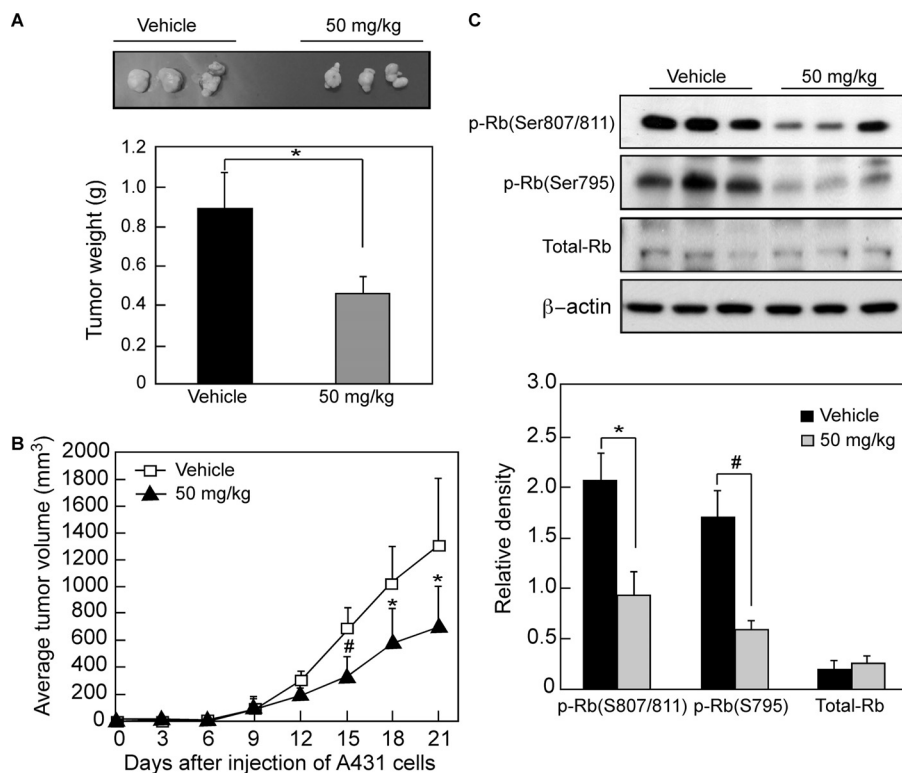 A
Vehicle 50 mg/kg
Tumor weight (g)
1.2
1.0
0.8
0.6
0.4
0.2
0
*
Vehicle 50 mg/kg
B
Average tumor volume (mm³)
2000
1800
1600
1400
1200
1000
800
600
400
200
0
Vehicle
50 mg/kg
#
*
*
0 3 6 9 12 15 18 21
Days after injection of A431 cells
C
Vehicle 50 mg/kg
p-Rb(Ser807/811)
p-Rb(Ser795)
Total-Rb
β−actin
Relative density
3.0
2.5
2.0
1.5
1.0
0.5
0
Vehicle
50 mg/kg
*
#
p-Rb(S807/811) p-Rb(S795) Total-Rb